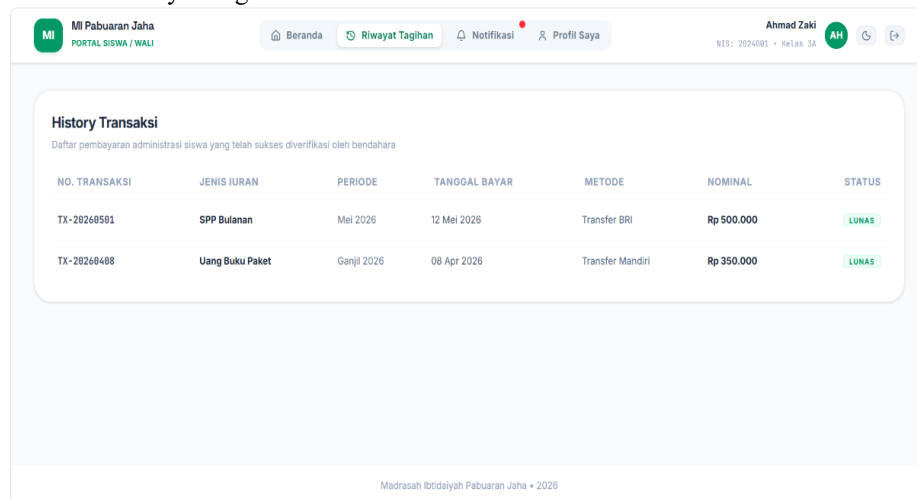 MI
MI Pabuaran Jaha
PORTAL SISWA / WALI
Beranda
Riwayat Tagihan
Notifikasi
Profil Saya
Ahmad Zaki
NIS: 2024001 • Kelas 3A
AH
History Transaksi
Daftar pembayaran administrasi siswa yang telah sukses diverifikasi oleh bendahara
NO. TRANSAKSI JENIS IURAN PERIODE TANGGAL BAYAR METODE NOMINAL STATUS
TX-20260501 SPP Bulanan Mei 2026 12 Mei 2026 Transfer BRI Rp 500.000 LUNAS
TX-20260408 Uang Buku Paket Ganjil 2026 08 Apr 2026 Transfer Mandiri Rp 350.000 LUNAS
Madrasah Ibtidaiyah Pabuaran Jaha • 2026